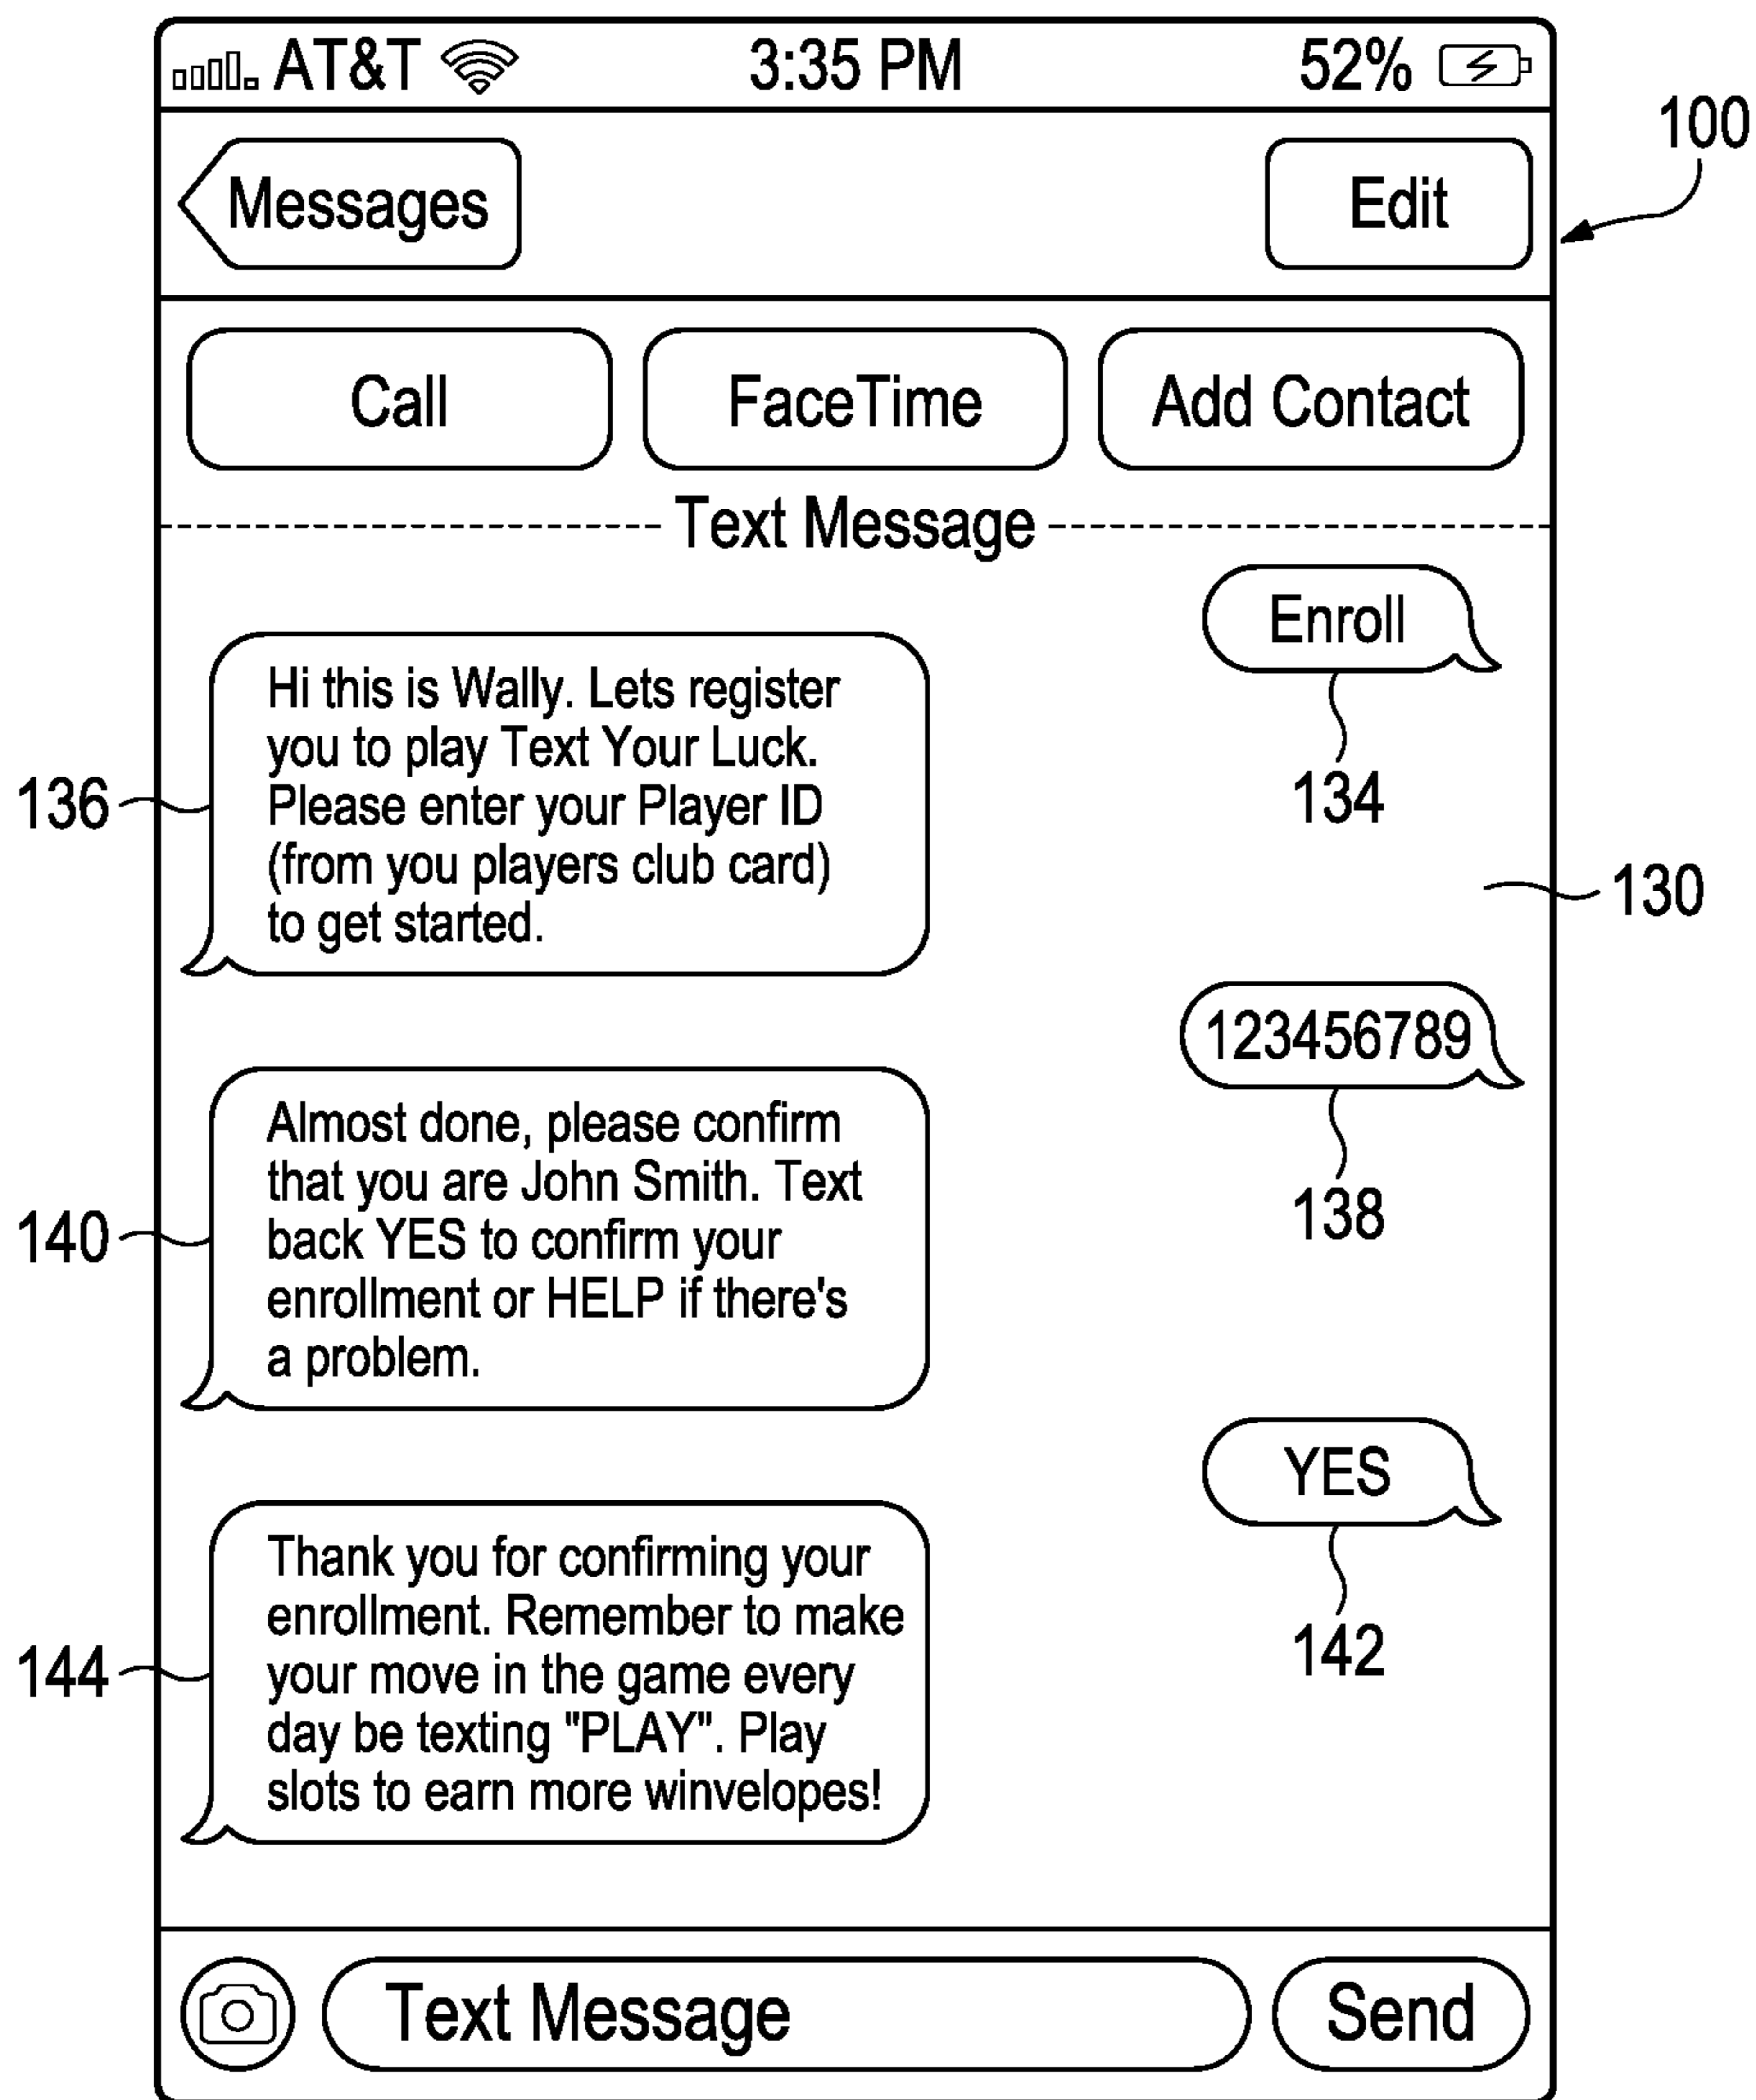 AT&T 3:35 PM 52%
100
Messages Edit
Call FaceTime Add Contact
Text Message
Enroll
134
Hi this is Wally. Lets register
you to play Text Your Luck.
Please enter your Player ID
(from you players club card)
to get started.
136
130
123456789
138
Almost done, please confirm
that you are John Smith. Text
back YES to confirm your
enrollment or HELP if there's
a problem.
140
YES
142
Thank you for confirming your
enrollment. Remember to make
your move in the game every
day be texting "PLAY". Play
slots to earn more winvelopes!
144
Text Message Send